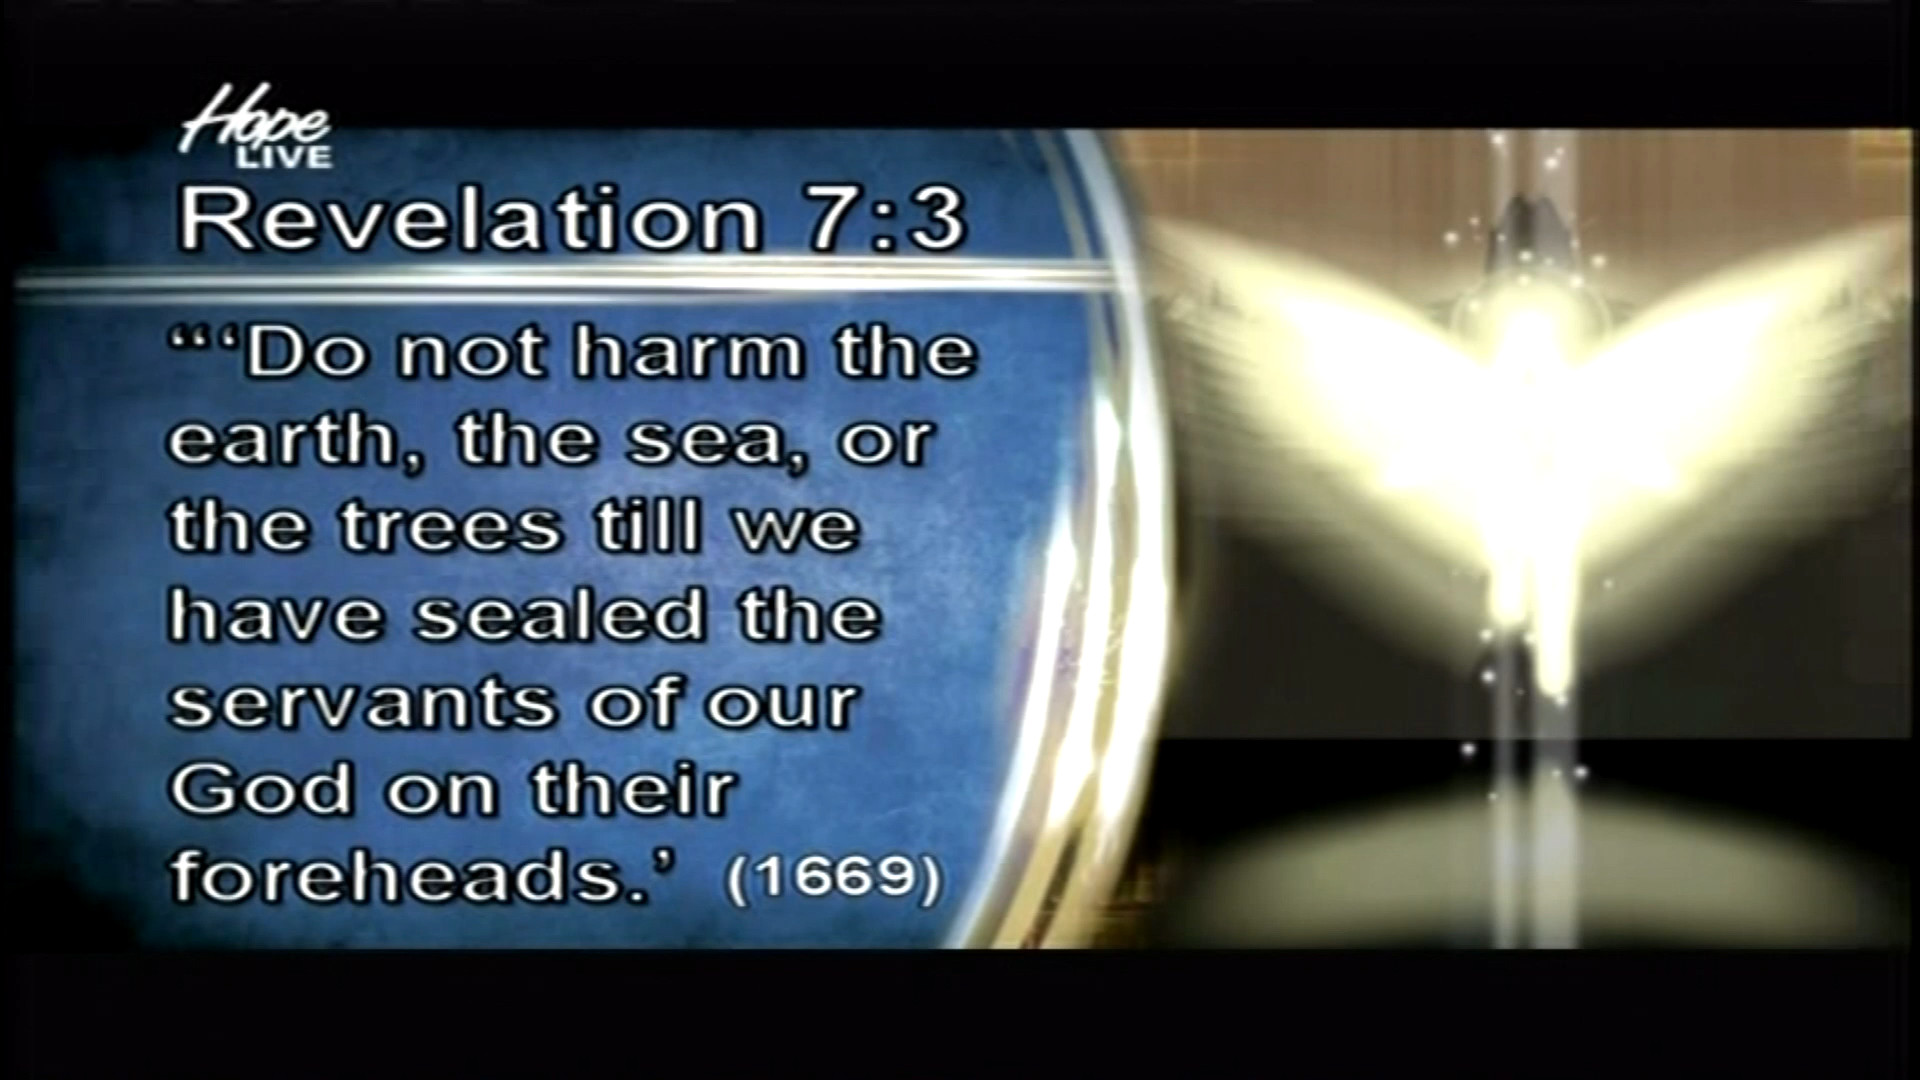 Hope
LIVE
Revelation 7:3
“‘Do not harm the
earth, the sea, or
the trees till we
have sealed the
servants of our
God on their
foreheads.’ (1669)